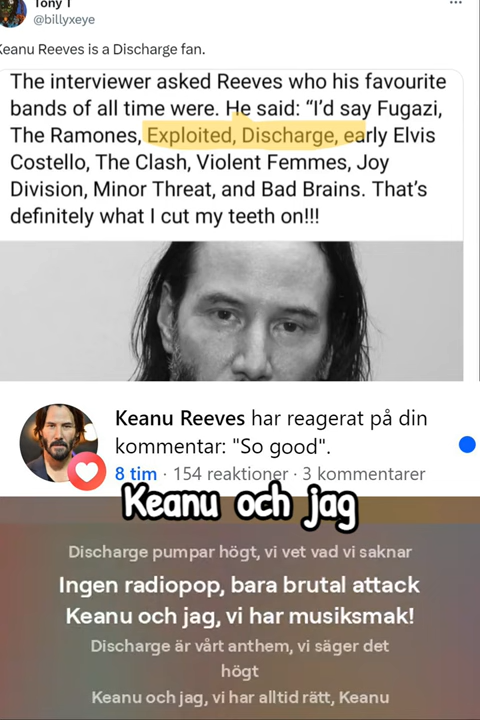 Tony T
@billyxeye
Keanu Reeves is a Discharge fan.
The interviewer asked Reeves who his favourite
bands of all time were. He said: “I’d say Fugazi,
The Ramones, Exploited, Discharge, early Elvis
Costello, The Clash, Violent Femmes, Joy
Division, Minor Threat, and Bad Brains. That’s
definitely what I cut my teeth on!!!
Keanu Reeves har reagerat på din
kommentar: "So good".
8 tim · 154 reaktioner · 3 kommentarer
Keanu och jag
Discharge pumpar högt, vi vet vad vi saknar
Ingen radiopop, bara brutal attack
Keanu och jag, vi har musiksmak!
Discharge är vårt anthem, vi säger det
högt
Keanu och jag, vi har alltid rätt, Keanu